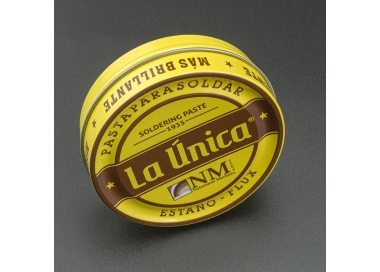 MÁS BRILLANTE
PASTA PARA SOLDAR
SOLDERING PASTE
1935
La Única®
NM
ESTAÑO - FLUX